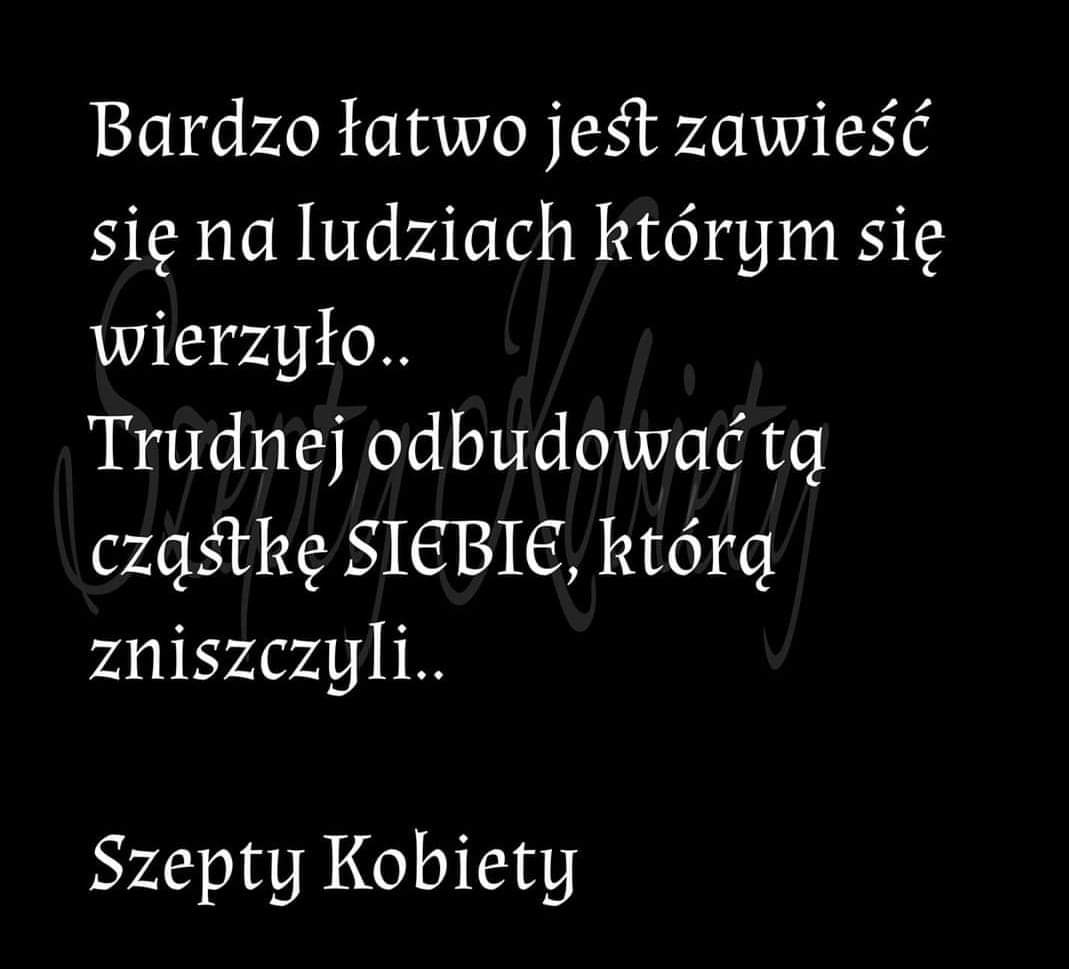 Bardzo łatwo jest zawieść
się na ludziach którym się
wierzyło..
Trudnej odbudować tą
cząstkę SIEBIE, którą
zniszczyli..
Szepty Kobiety
Szepty Kobiety